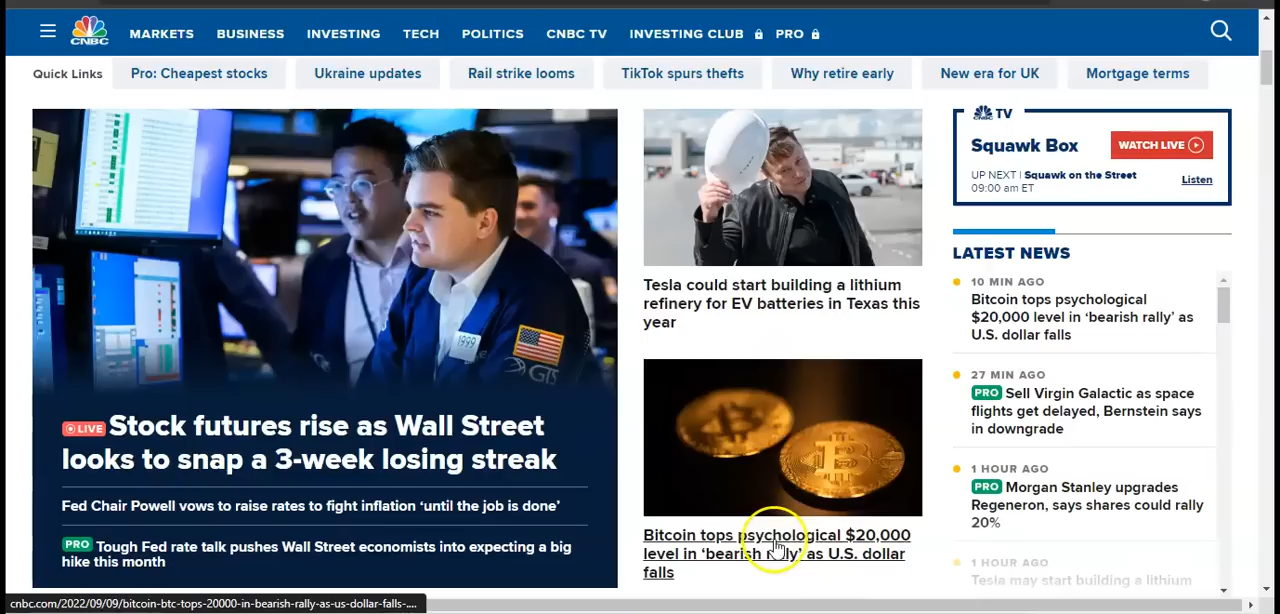 CNBC
MARKETS BUSINESS INVESTING TECH POLITICS CNBC TV INVESTING CLUB PRO
Quick Links Pro: Cheapest stocks Ukraine updates Rail strike looms TikTok spurs thefts Why retire early New era for UK Mortgage terms
1999
GTS
LIVE Stock futures rise as Wall Street
looks to snap a 3-week losing streak
Fed Chair Powell vows to raise rates to fight inflation ‘until the job is done’
PRO Tough Fed rate talk pushes Wall Street economists into expecting a big
hike this month
Tesla could start building a lithium
refinery for EV batteries in Texas this
year
Bitcoin tops psychological $20,000
level in ‘bearish rally’ as U.S. dollar
falls
CNBC TV
Squawk Box
WATCH LIVE
UP NEXT | Squawk on the Street
09:00 am ET
Listen
LATEST NEWS
10 MIN AGO
Bitcoin tops psychological
$20,000 level in ‘bearish rally’ as
U.S. dollar falls
27 MIN AGO
PRO Sell Virgin Galactic as space
flights get delayed, Bernstein says
in downgrade
1 HOUR AGO
PRO Morgan Stanley upgrades
Regeneron, says shares could rally
20%
1 HOUR AGO
Tesla may start building a lithium
cnbc.com/2022/09/09/bitcoin-btc-tops-20000-in-bearish-rally-as-us-dollar-falls-....